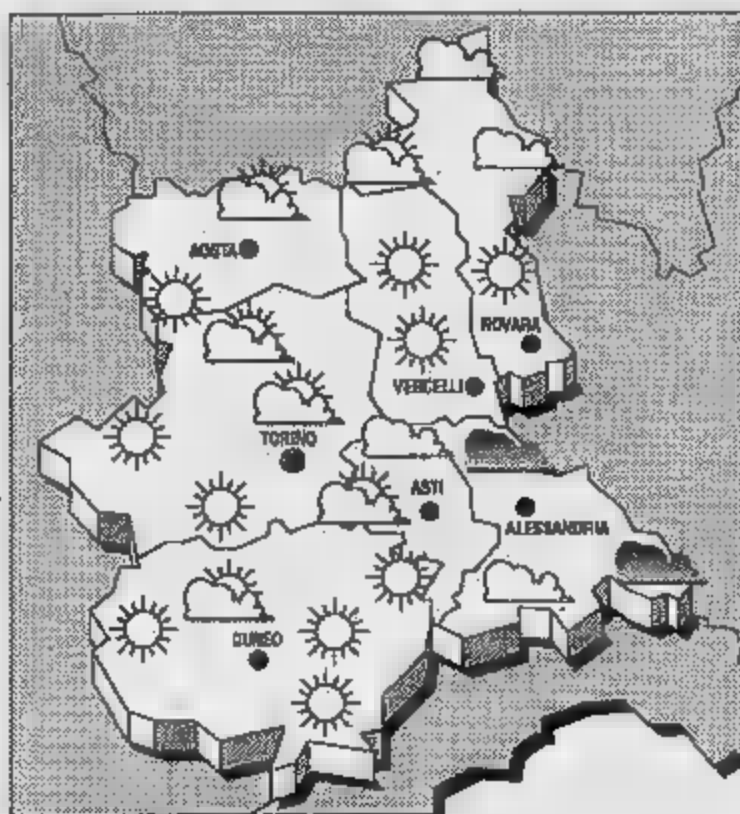 AOSTA
NOVARA
VERCELLI
TORINO
ASTI
ALESSANDRIA
CUNEO